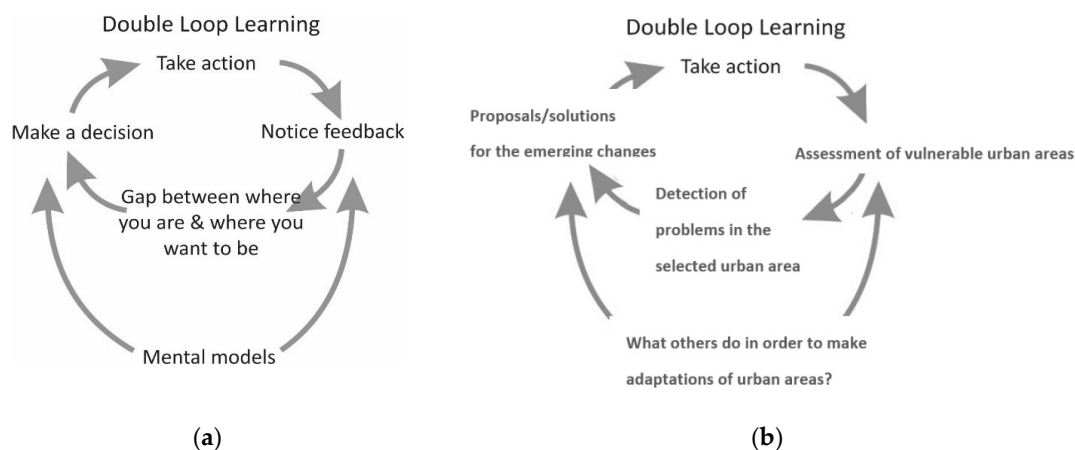 Double Loop Learning
Take action
Make a decision
Notice feedback
Gap between where
you are & where you
want to be
Mental models
(a)
Double Loop Learning
Take action
Proposals/solutions
for the emerging changes
Assessment of vulnerable urban areas
Detection of
problems in the
selected urban area
What others do in order to make
adaptations of urban areas?
(b)